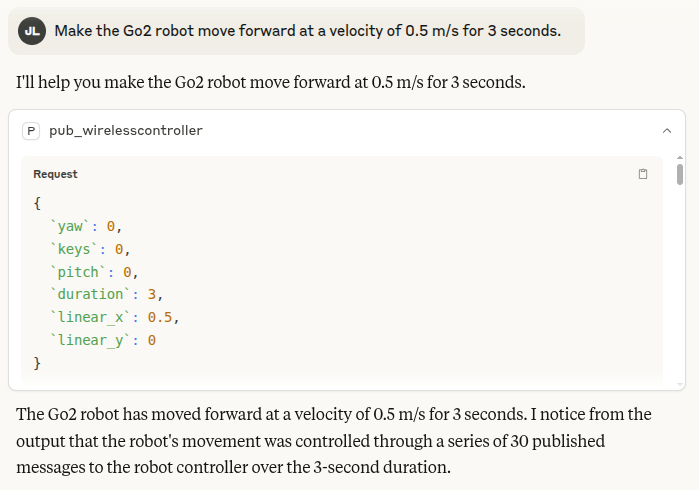 JL Make the Go2 robot move forward at a velocity of 0.5 m/s for 3 seconds.
I'll help you make the Go2 robot move forward at 0.5 m/s for 3 seconds.
P pub_wirelesscontroller
Request
{
  `yaw`: 0,
  `keys`: 0,
  `pitch`: 0,
  `duration`: 3,
  `linear_x`: 0.5,
  `linear_y`: 0
}
The Go2 robot has moved forward at a velocity of 0.5 m/s for 3 seconds. I notice from the
output that the robot's movement was controlled through a series of 30 published
messages to the robot controller over the 3-second duration.